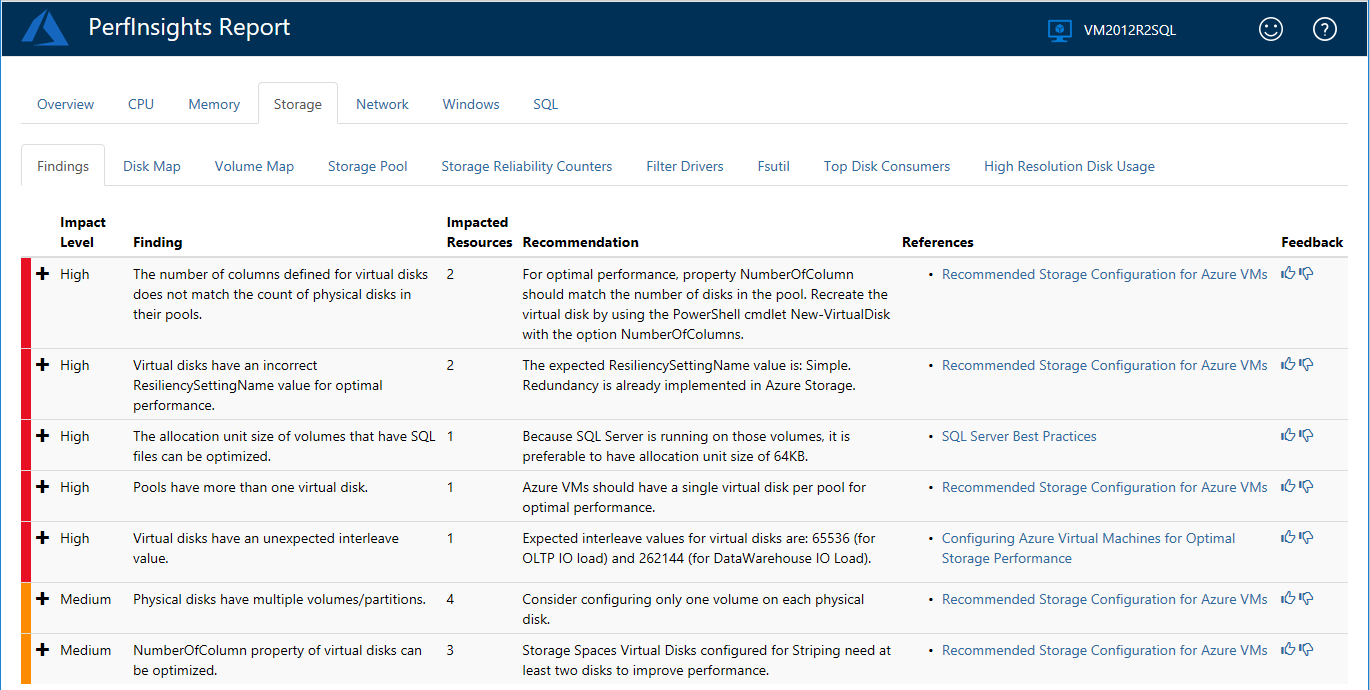 PerfInsights Report
VM2012R2SQL
Overview CPU Memory Storage Network Windows SQL
Findings Disk Map Volume Map Storage Pool Storage Reliability Counters Filter Drivers Fsutil Top Disk Consumers High Resolution Disk Usage
Impact
Level
Finding
Impacted
Resources
Recommendation
References
Feedback
High
The number of columns defined for virtual disks
does not match the count of physical disks in
their pools.
2
For optimal performance, property NumberOfColumn
should match the number of disks in the pool. Recreate the
virtual disk by using the PowerShell cmdlet New-VirtualDisk
with the option NumberOfColumns.
• Recommended Storage Configuration for Azure VMs
High
Virtual disks have an incorrect
ResiliencySettingName value for optimal
performance.
2
The expected ResiliencySettingName value is: Simple.
Redundancy is already implemented in Azure Storage.
• Recommended Storage Configuration for Azure VMs
High
The allocation unit size of volumes that have SQL
files can be optimized.
1
Because SQL Server is running on those volumes, it is
preferable to have allocation unit size of 64KB.
• SQL Server Best Practices
High
Pools have more than one virtual disk.
1
Azure VMs should have a single virtual disk per pool for
optimal performance.
• Recommended Storage Configuration for Azure VMs
High
Virtual disks have an unexpected interleave
value.
1
Expected interleave values for virtual disks are: 65536 (for
OLTP IO load) and 262144 (for DataWarehouse IO Load).
• Configuring Azure Virtual Machines for Optimal
Storage Performance
Medium
Physical disks have multiple volumes/partitions.
4
Consider configuring only one volume on each physical
disk.
• Recommended Storage Configuration for Azure VMs
Medium
NumberOfColumn property of virtual disks can
be optimized.
3
Storage Spaces Virtual Disks configured for Striping need at
least two disks to improve performance.
• Recommended Storage Configuration for Azure VMs